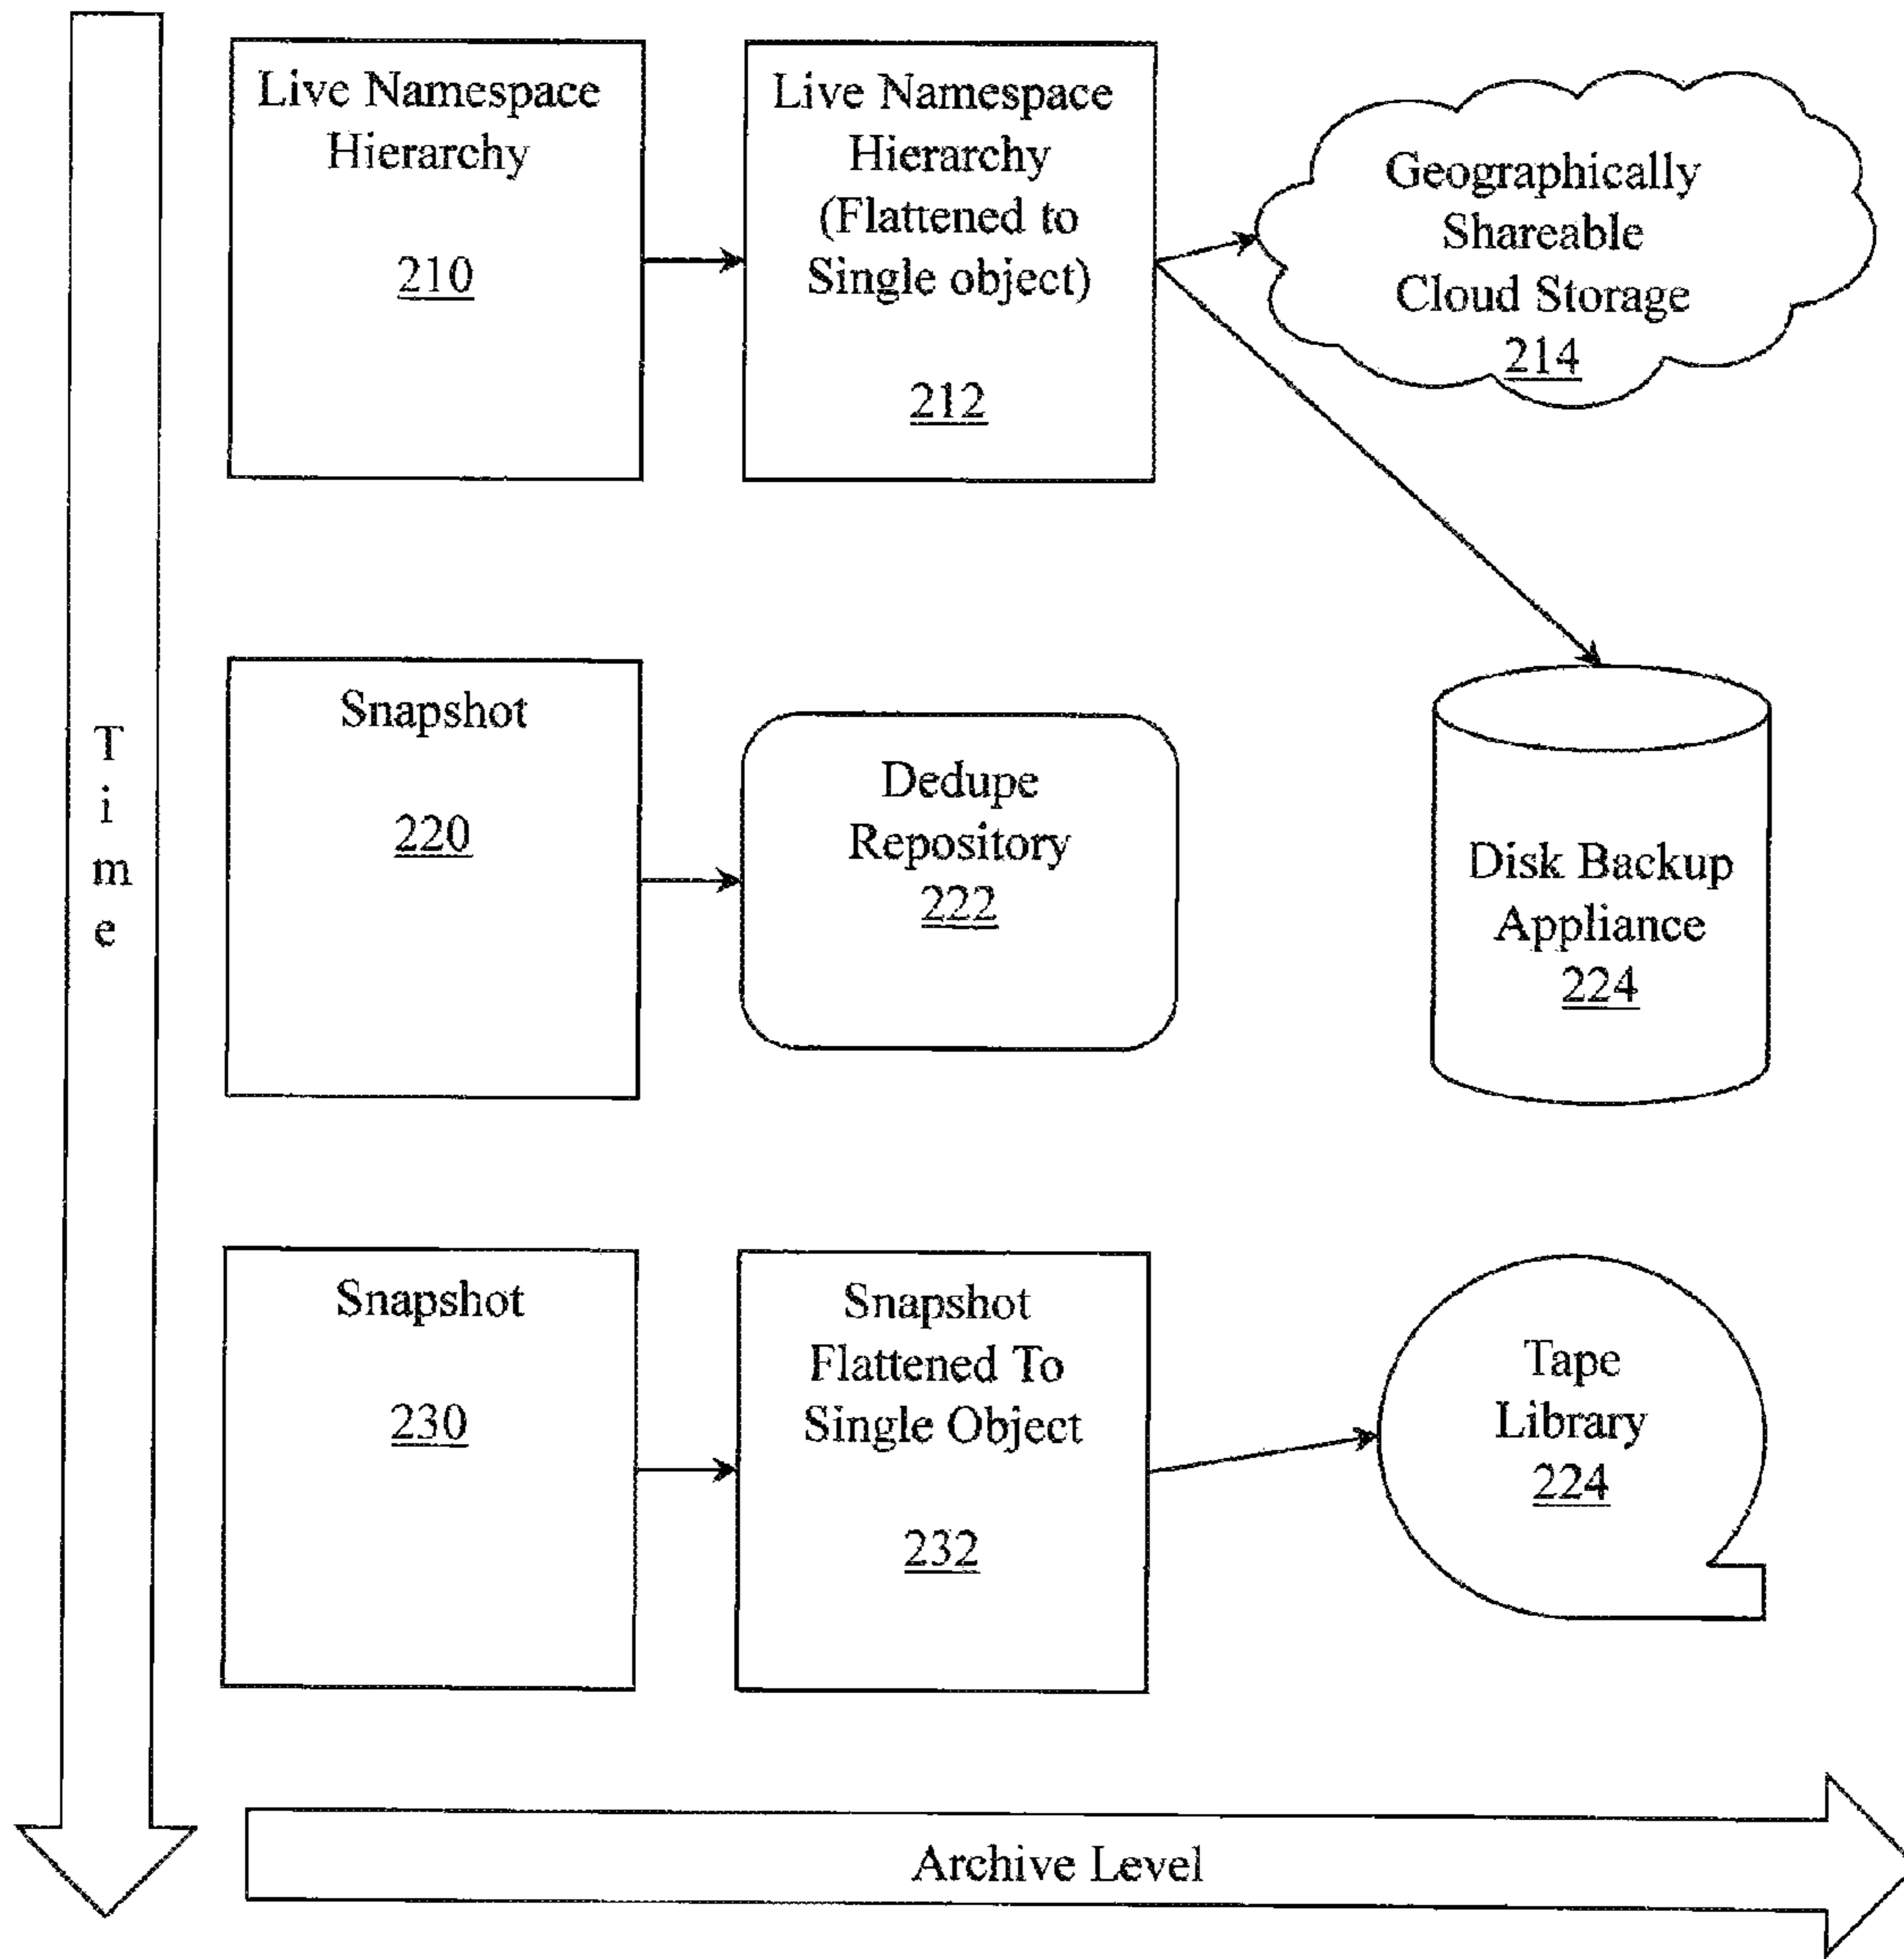 Live Namespace
Hierarchy
210
Live Namespace
Hierarchy
(Flattened to
Single object)
212
Geographically
Shareable
Cloud Storage
214
Time
Snapshot
220
Dedupe
Repository
222
Disk Backup
Appliance
224
Snapshot
230
Snapshot
Flattened To
Single Object
232
Tape
Library
224
Archive Level